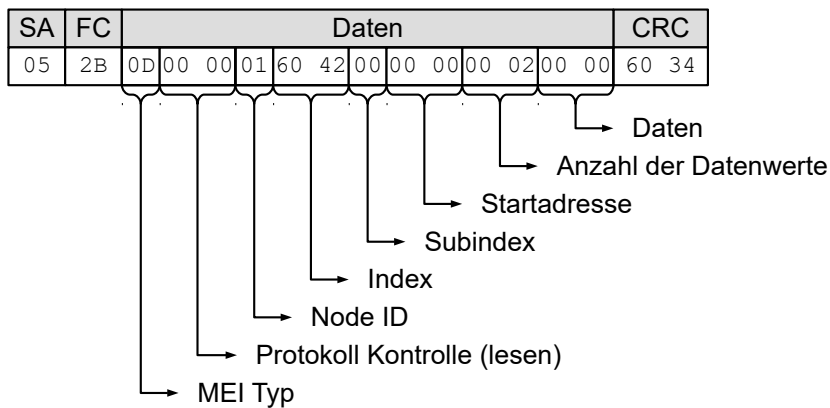 SA FC Daten CRC
05 2B 0D 00 00 01 60 42 00 00 00 00 02 00 00 60 34
Daten
Anzahl der Datenwerte
Startadresse
Subindex
Index
Node ID
Protokoll Kontrolle (lesen)
MEI Typ